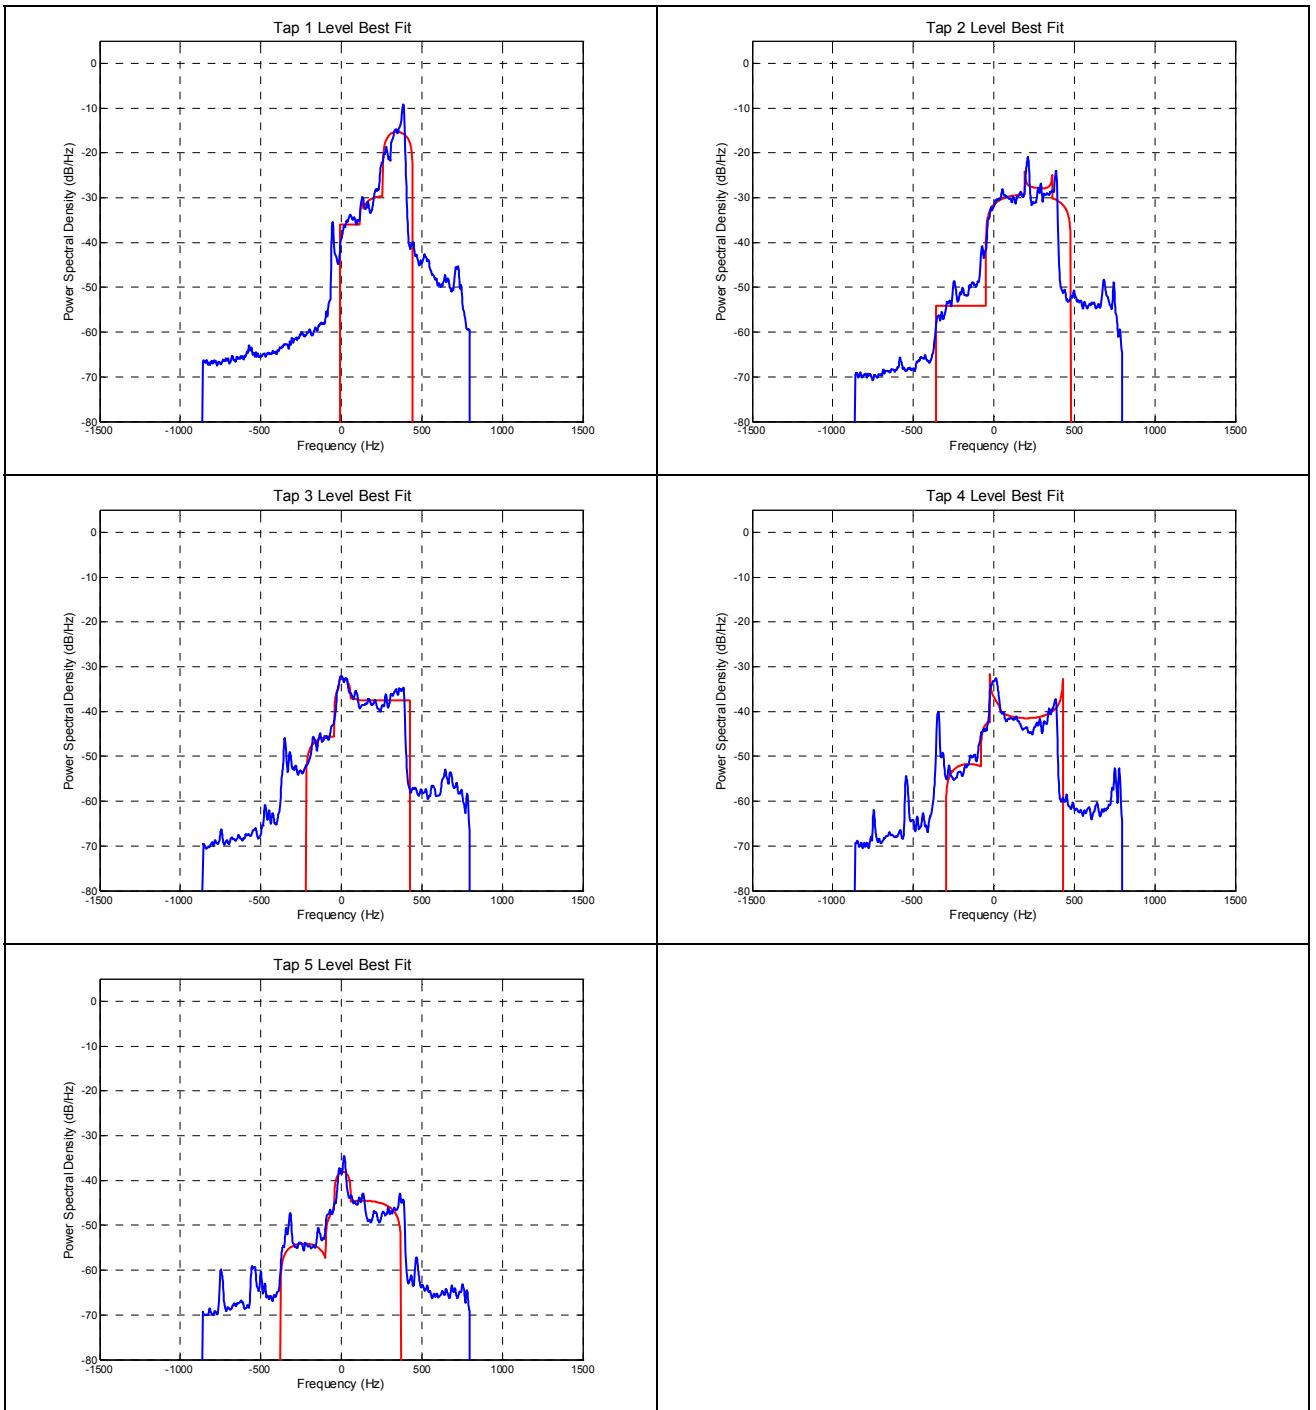 Tap 1 Level Best Fit
0
-10
-20
-30
-40
-50
-60
-70
-80
-1500 -1000 -500 0 500 1000 1500
Power Spectral Density (dB/Hz)
Frequency (Hz)
Tap 2 Level Best Fit
0
-10
-20
-30
-40
-50
-60
-70
-80
-1500 -1000 -500 0 500 1000 1500
Power Spectral Density (dB/Hz)
Frequency (Hz)
Tap 3 Level Best Fit
0
-10
-20
-30
-40
-50
-60
-70
-80
-1500 -1000 -500 0 500 1000 1500
Power Spectral Density (dB/Hz)
Frequency (Hz)
Tap 4 Level Best Fit
0
-10
-20
-30
-40
-50
-60
-70
-80
-1500 -1000 -500 0 500 1000 1500
Power Spectral Density (dB/Hz)
Frequency (Hz)
Tap 5 Level Best Fit
0
-10
-20
-30
-40
-50
-60
-70
-80
-1500 -1000 -500 0 500 1000 1500
Power Spectral Density (dB/Hz)
Frequency (Hz)